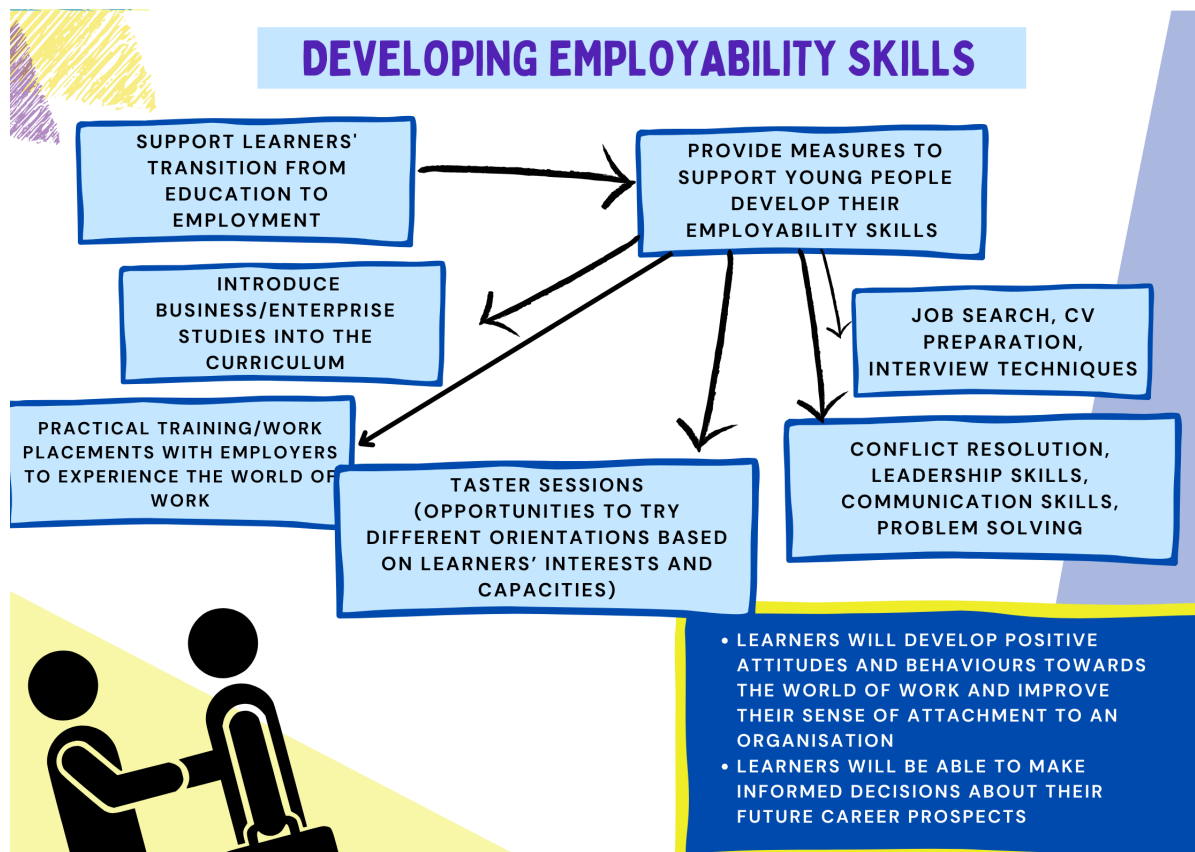 DEVELOPING EMPLOYABILITY SKILLS
SUPPORT LEARNERS'
TRANSITION FROM
EDUCATION TO
EMPLOYMENT
PROVIDE MEASURES TO
SUPPORT YOUNG PEOPLE
DEVELOP THEIR
EMPLOYABILITY SKILLS
INTRODUCE
BUSINESS/ENTERPRISE
STUDIES INTO THE
CURRICULUM
JOB SEARCH, CV
PREPARATION,
INTERVIEW TECHNIQUES
PRACTICAL TRAINING/WORK
PLACEMENTS WITH EMPLOYERS
TO EXPERIENCE THE WORLD OF
WORK
TASTER SESSIONS
(OPPORTUNITIES TO TRY
DIFFERENT ORIENTATIONS BASED
ON LEARNERS’ INTERESTS AND
CAPACITIES)
CONFLICT RESOLUTION,
LEADERSHIP SKILLS,
COMMUNICATION SKILLS,
PROBLEM SOLVING
• LEARNERS WILL DEVELOP POSITIVE
ATTITUDES AND BEHAVIOURS TOWARDS
THE WORLD OF WORK AND IMPROVE
THEIR SENSE OF ATTACHMENT TO AN
ORGANISATION
• LEARNERS WILL BE ABLE TO MAKE
INFORMED DECISIONS ABOUT THEIR
FUTURE CAREER PROSPECTS